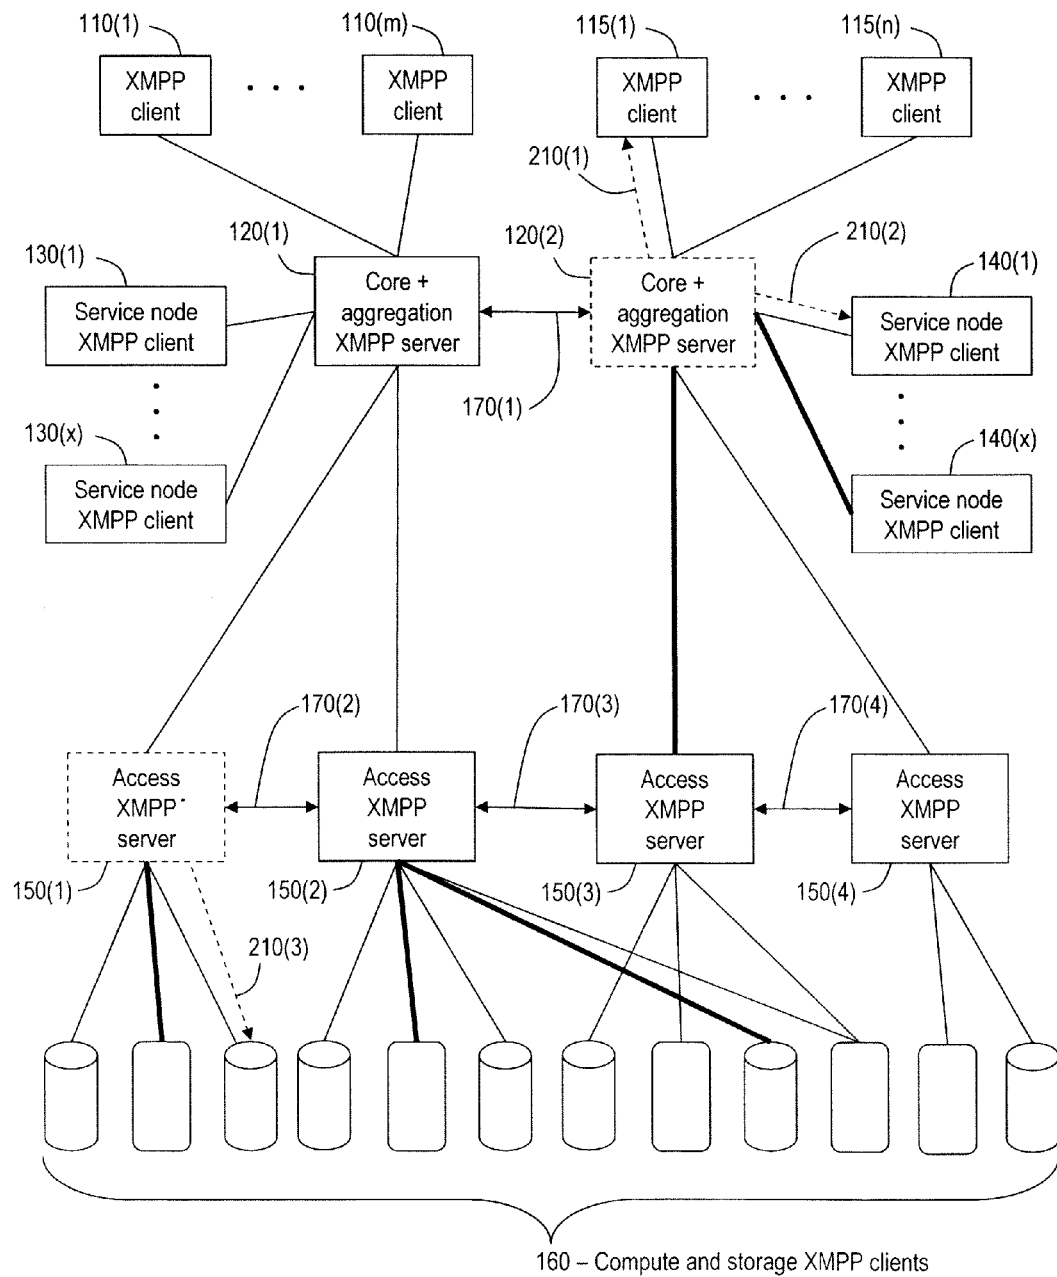 110(1)
110(m)
115(1)
115(n)
XMPP
client
. . .
XMPP
client
XMPP
client
. . .
XMPP
client
210(1)
120(1)
120(2)
210(2)
130(1)
140(1)
Service node
XMPP client
Core +
aggregation
XMPP server
Core +
aggregation
XMPP server
Service node
XMPP client
170(1)
130(x)
140(x)
Service node
XMPP client
Service node
XMPP client
170(2)
170(3)
170(4)
Access
XMPP
server
Access
XMPP
server
Access
XMPP
server
Access
XMPP
server
150(1)
150(2)
150(3)
150(4)
210(3)
160 – Compute and storage XMPP clients